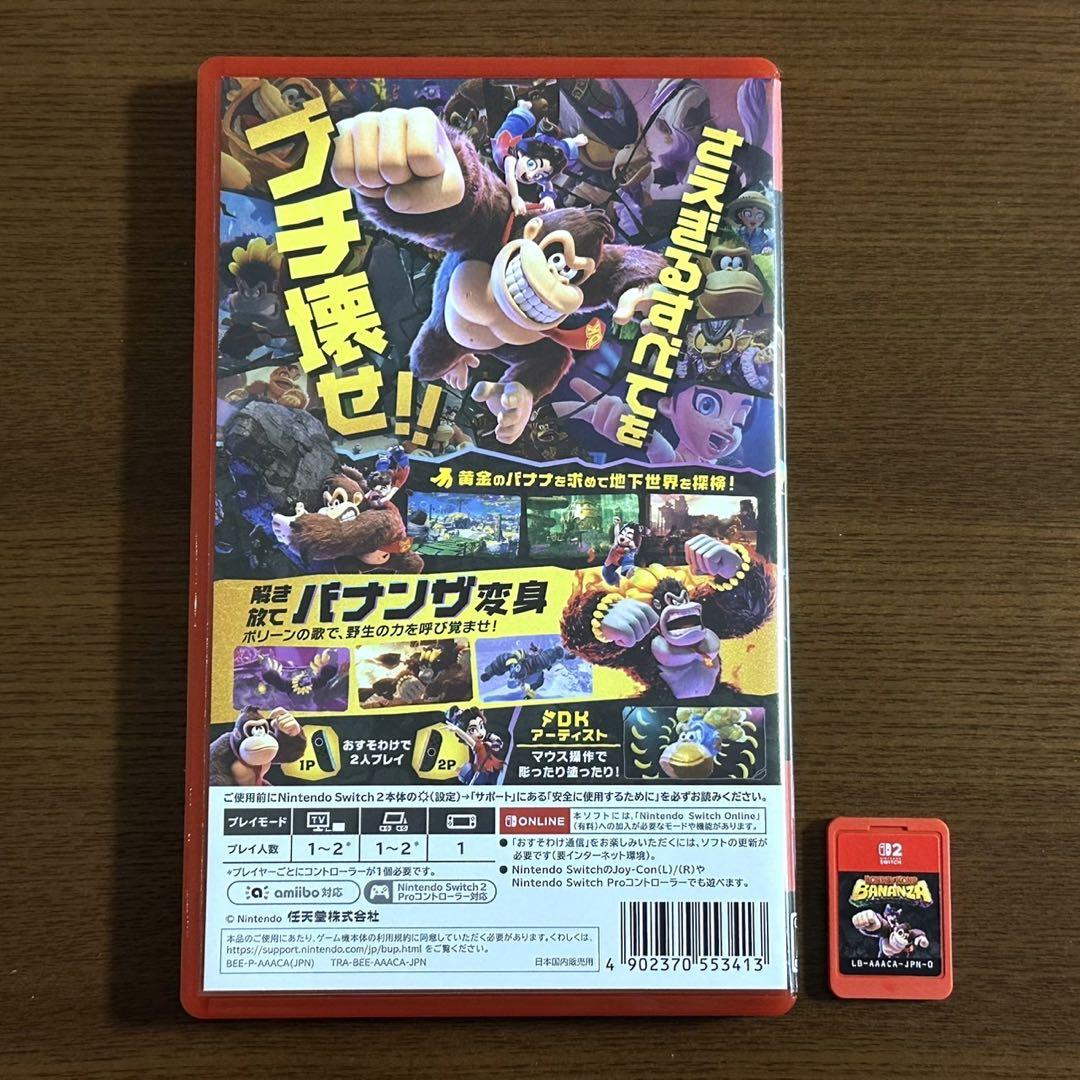 ブチ壊せ!!
黄金のバナナを求めて地下世界を探検！
解き放て バナンザ変身
ポリーンの歌で、野生の力を呼び覚ませ！
1P
おすそわけで
2人プレイ
2P
DK
アーティスト
マウス操作で
彫ったり塗ったり！
ご使用前にNintendo Switch 2本体の(設定)→「サポート」にある「安全に使用するために」を必ずお読みください。
プレイモード TV
プレイ人数 1～2* 1～2* 1
*プレイヤーごとにコントローラーが1個必要です。
amiibo 対応
Nintendo Switch 2
Proコントローラー対応
ONLINE
本ソフトには、「Nintendo Switch Online」
(有料)への加入が必要なモードや機能があります。
●「おすそわけ通信」をお楽しみいただくには、ソフトの更新が
必要です(要インターネット環境)。
●Nintendo SwitchのJoy-Con(L)/(R)や
Nintendo Switch Proコントローラーでも遊べます。
© Nintendo 任天堂株式会社
本品のご使用にあたり、ゲーム機本体の利用規約に同意していただく必要があります。くわしくは、
https://support.nintendo.com/jp/bup.html をご覧ください。
BEE-P-AAACA(JPN) TRA-BEE-AAACA-JPN 日本国内販売用
4 902370 553413
2
NINTENDO
SWITCH
DONKEY KONG
BANANZA
LB-AAACA-JPN-0